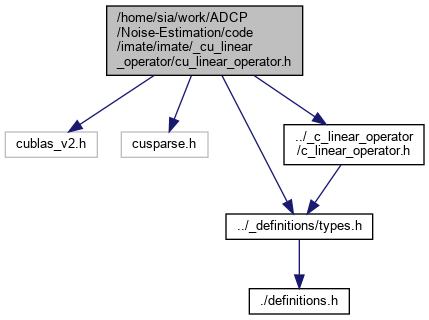 /home/sia/work/ADCP
/Noise-Estimation/code
/imate/imate/_cu_linear
_operator/cu_linear_operator.h
cublas_v2.h
cusparse.h
../_c_linear_operator
/c_linear_operator.h
../_definitions/types.h
./definitions.h